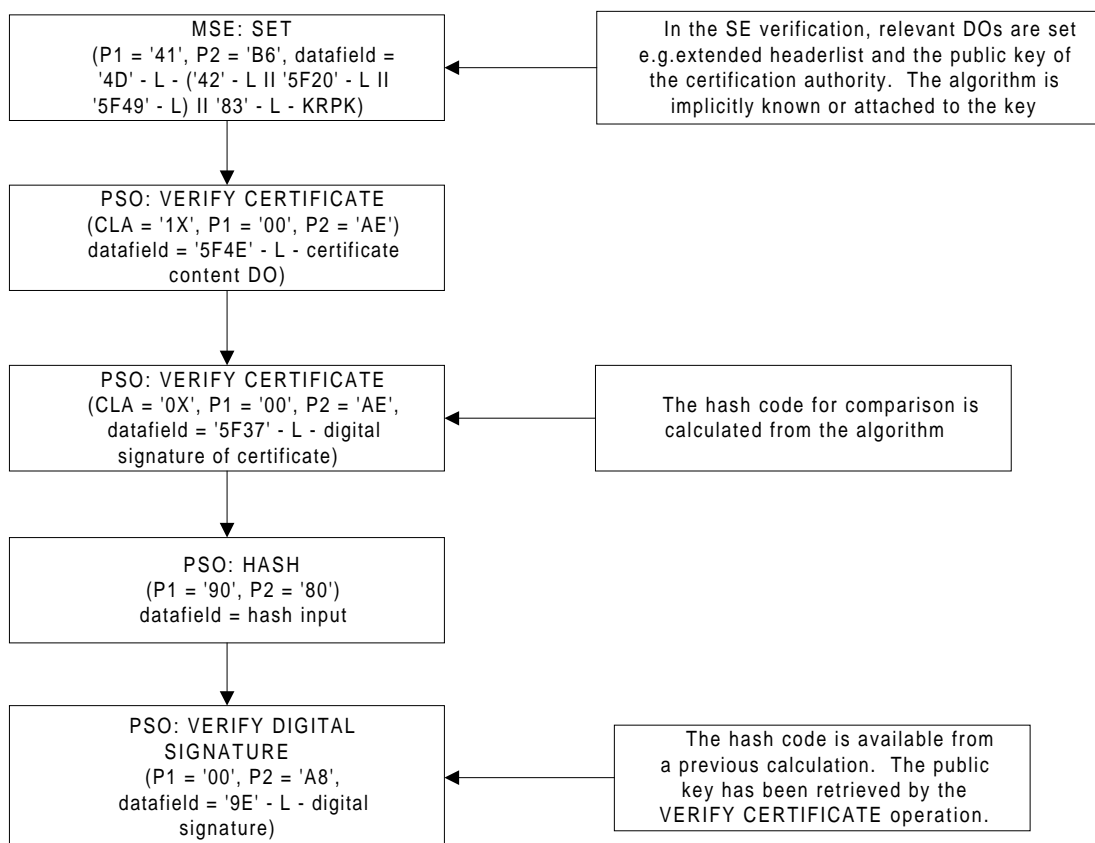 MSE: SET
(P1 = '41', P2 = 'B6', datafield =
'4D' - L - ('42' - L II '5F20' - L II
'5F49' - L) II '83' - L - KRPK)
In the SE verification, relevant DOs are set
e.g.extended headerlist and the public key of
the certification authority. The algorithm is
implicitly known or attached to the key
PSO: VERIFY CERTIFICATE
(CLA = '1X', P1 = '00', P2 = 'AE')
datafield = '5F4E' - L - certificate
content DO)
PSO: VERIFY CERTIFICATE
(CLA = '0X', P1 = '00', P2 = 'AE',
datafield = '5F37' - L - digital
signature of certificate)
The hash code for comparison is
calculated from the algorithm
PSO: HASH
(P1 = '90', P2 = '80')
datafield = hash input
PSO: VERIFY DIGITAL
SIGNATURE
(P1 = '00', P2 = 'A8',
datafield = '9E' - L - digital
signature)
The hash code is available from
a previous calculation. The public
key has been retrieved by the
VERIFY CERTIFICATE operation.